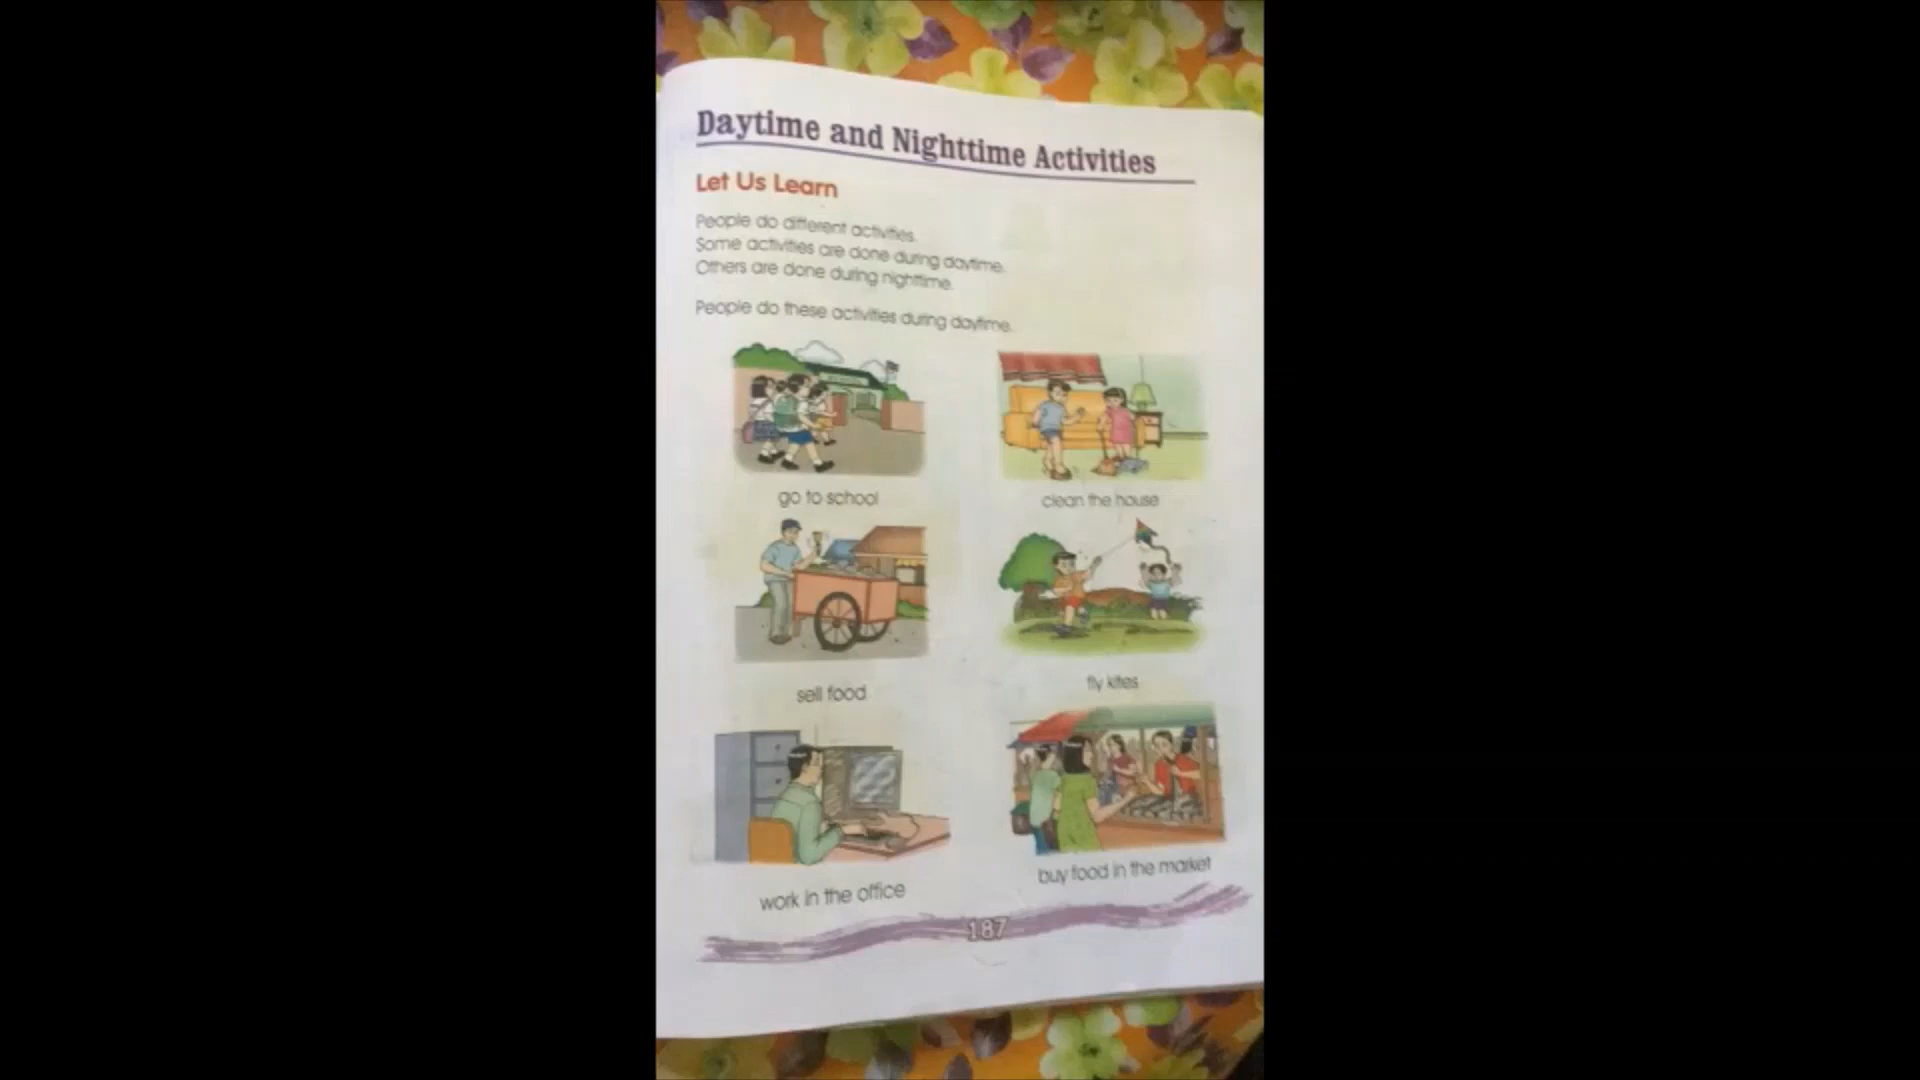 Daytime and Nighttime Activities
Let Us Learn
People do different activities.
Some activities are done during daytime.
Others are done during nighttime.
People do these activities during daytime.
go to school
clean the house
sell food
fly kites
work in the office
buy food in the market
187